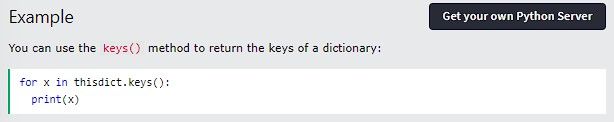 Example
Get your own Python Server
You can use the keys() method to return the keys of a dictionary:
for x in thisdict.keys():
  print(x)